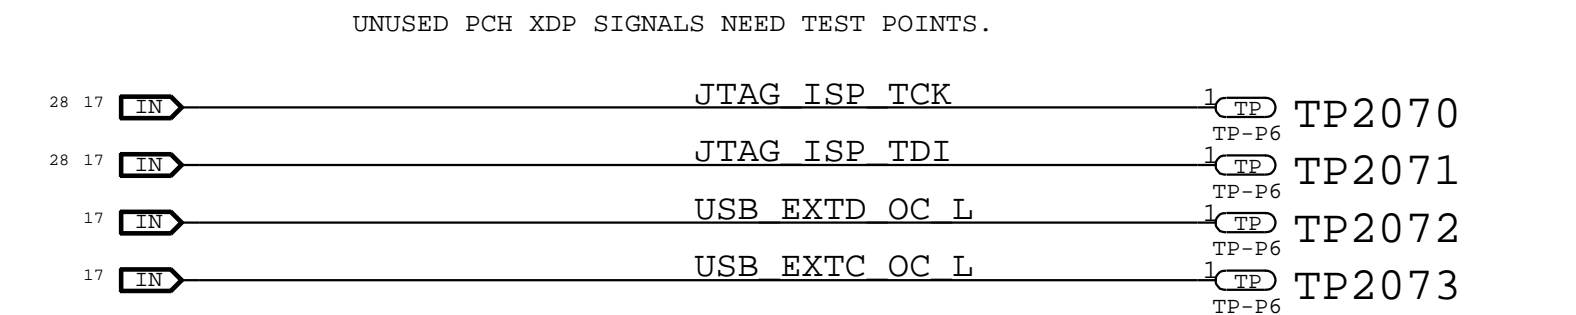 UNUSED PCH XDP SIGNALS NEED TEST POINTS.
28 17 IN JTAG_ISP_TCK 1 TP TP2070
TP-P6
28 17 IN JTAG_ISP_TDI 1 TP TP2071
TP-P6
17 IN USB_EXTD_OC_L 1 TP TP2072
TP-P6
17 IN USB_EXTC_OC_L 1 TP TP2073
TP-P6